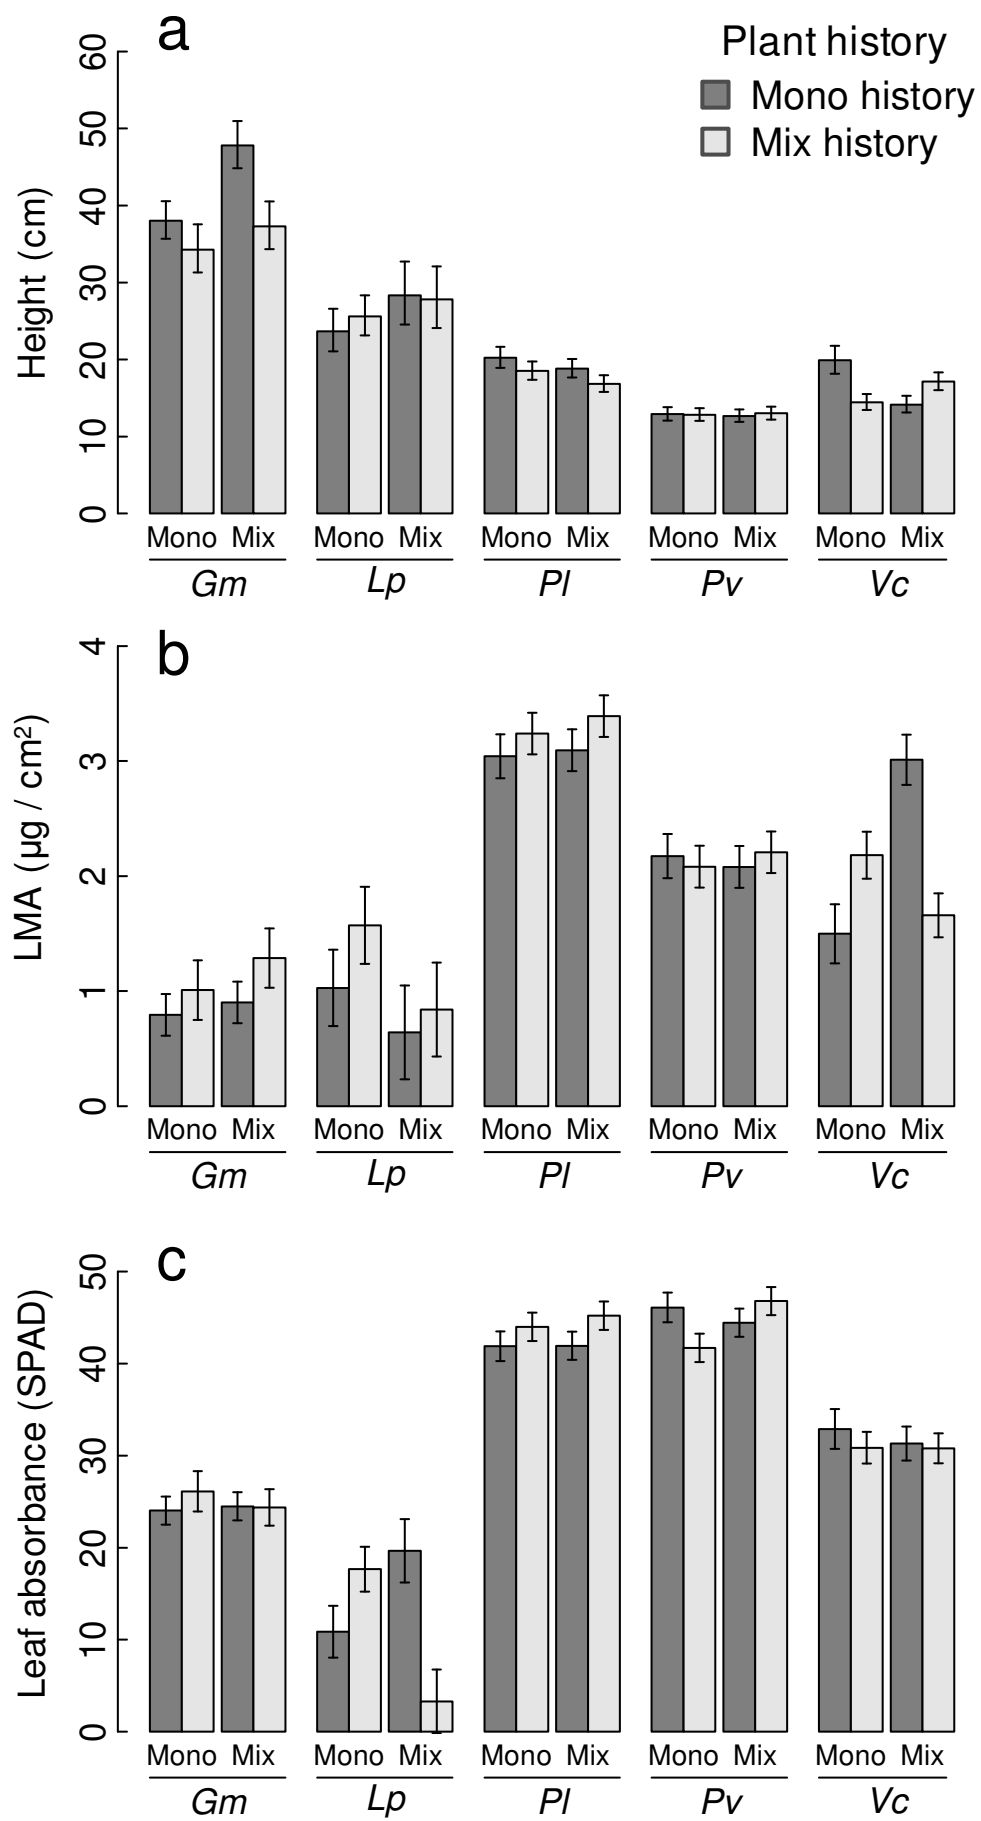 a
Plant history
Mono history
Mix history
Height (cm)
60
50
40
30
20
10
0
Mono Mix Mono Mix Mono Mix Mono Mix Mono Mix
Gm Lp Pl Pv Vc
b
LMA (µg / cm²)
4
3
2
1
0
Mono Mix Mono Mix Mono Mix Mono Mix Mono Mix
Gm Lp Pl Pv Vc
c
Leaf absorbance (SPAD)
50
40
30
20
10
0
Mono Mix Mono Mix Mono Mix Mono Mix Mono Mix
Gm Lp Pl Pv Vc